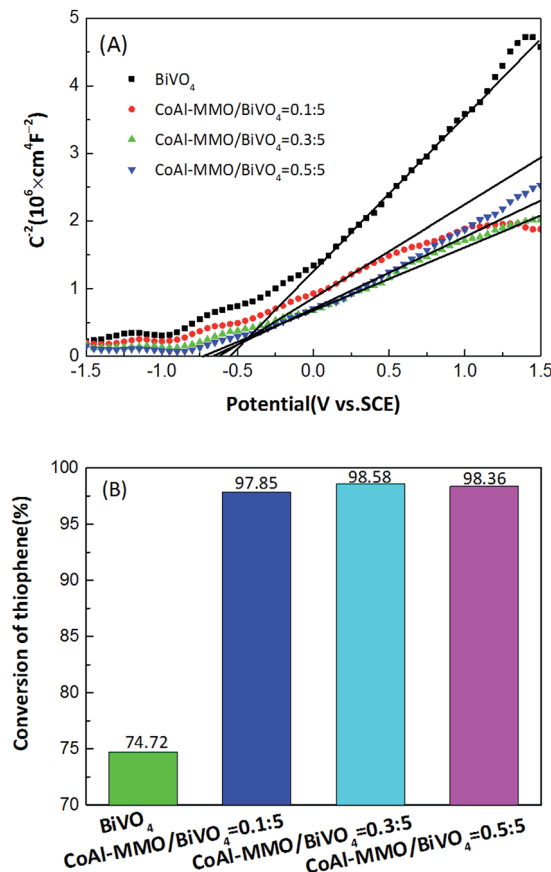 (A)
BiVO₄
CoAl-MMO/BiVO₄=0.1:5
CoAl-MMO/BiVO₄=0.3:5
CoAl-MMO/BiVO₄=0.5:5
C⁻²(10⁶×cm⁴F⁻²)
5
4
3
2
1
0
-1.5 -1.0 -0.5 0.0 0.5 1.0 1.5
Potential(V vs.SCE)
(B)
Conversion of thiophene(%)
100
95
90
85
80
75
70
74.72 97.85 98.58 98.36
BiVO₄
CoAl-MMO/BiVO₄=0.1:5
CoAl-MMO/BiVO₄=0.3:5
CoAl-MMO/BiVO₄=0.5:5